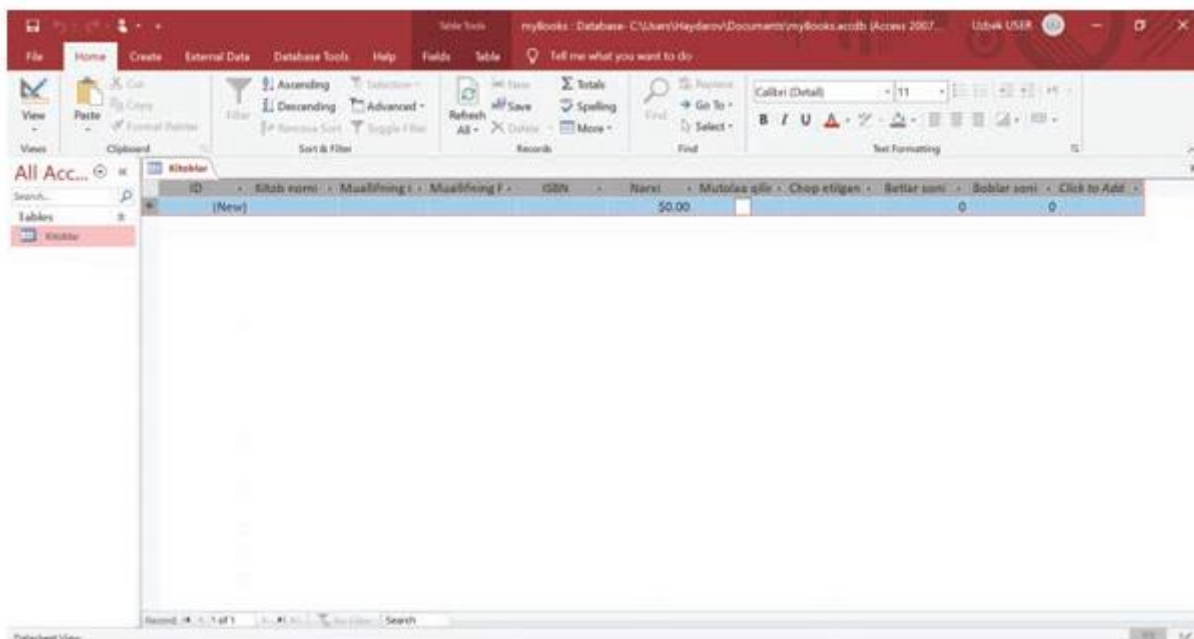 Table Tools myBooks : Database- C:\Users\Hayderov\Documents\myBooks.accdb (Access 2007... Uzbek USER
File Home Create External Data Database Tools Help Fields Table Tell me what you want to do
View
Views
Paste
Cut
Copy
Format Painter
Clipboard
Filter
Ascending
Descending
Remove Sort
Selection
Advanced
Toggle Filter
Sort & Filter
Refresh
All
New
Save
Delete
Totals
Spelling
More
Records
Find
Replace
Go To
Select
Find
Calibri (Detail) 11
B I U A
Text Formatting
All Acc...
Search...
Tables
Kitoblar
Kitoblar
ID Kitob nomi Muallifning Muallifning F ISBN Narxi Mutolaa qilir Chop etilgan Betlar soni Boblar soni Click to Add
(New) $0.00 0 0
Record: 1 of 1 No Filter Search
Datasheet View